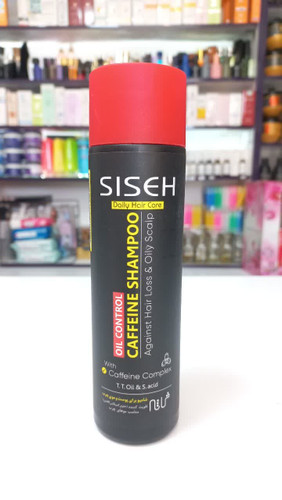 SISEH
Daily Hair Care
OIL CONTROL
CAFFEINE SHAMPOO
Against Hair Loss & Oily Scalp
With
Caffeine Complex
T.T.Oil & S.acid